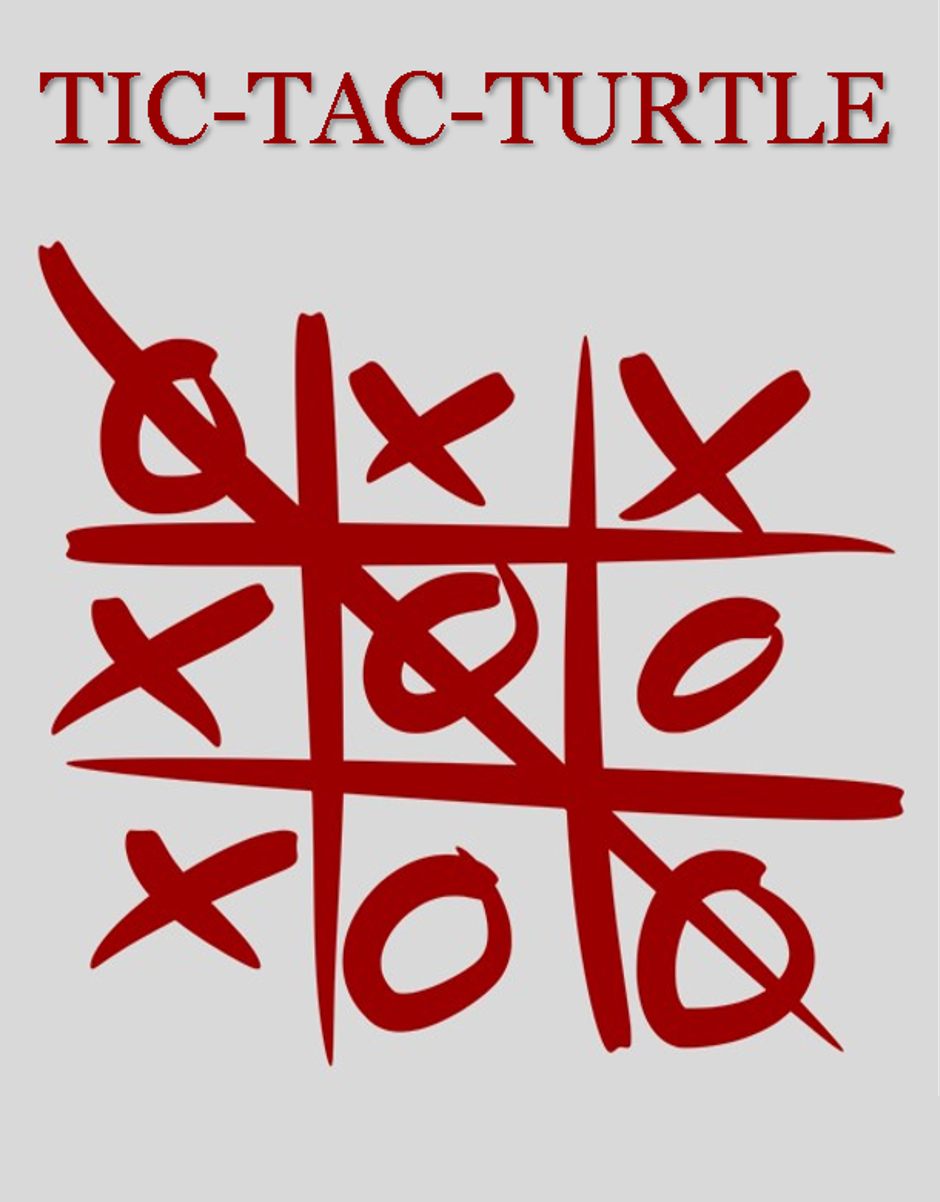 TIC-TAC-TURTLE
O X X
X O O
X O O